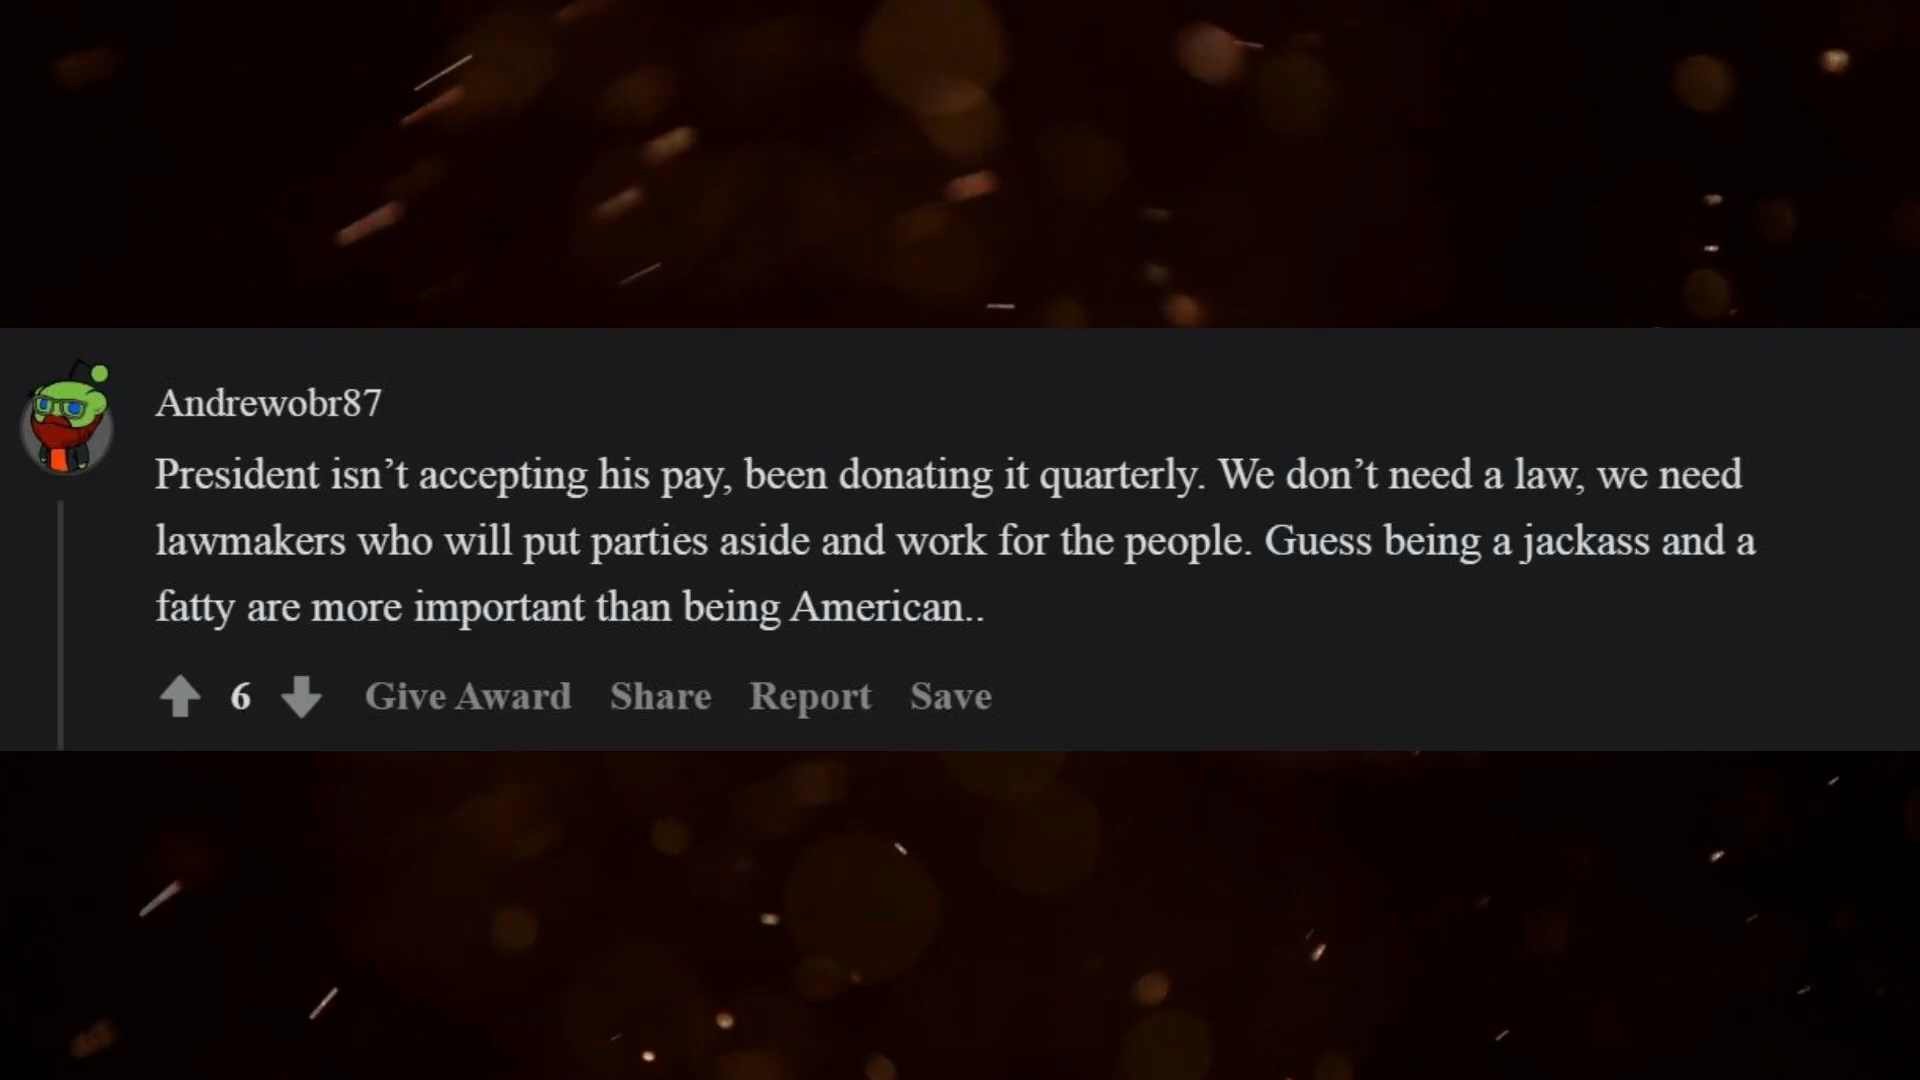 Andrewobr87
President isn’t accepting his pay, been donating it quarterly. We don’t need a law, we need
lawmakers who will put parties aside and work for the people. Guess being a jackass and a
fatty are more important than being American..
6 Give Award Share Report Save